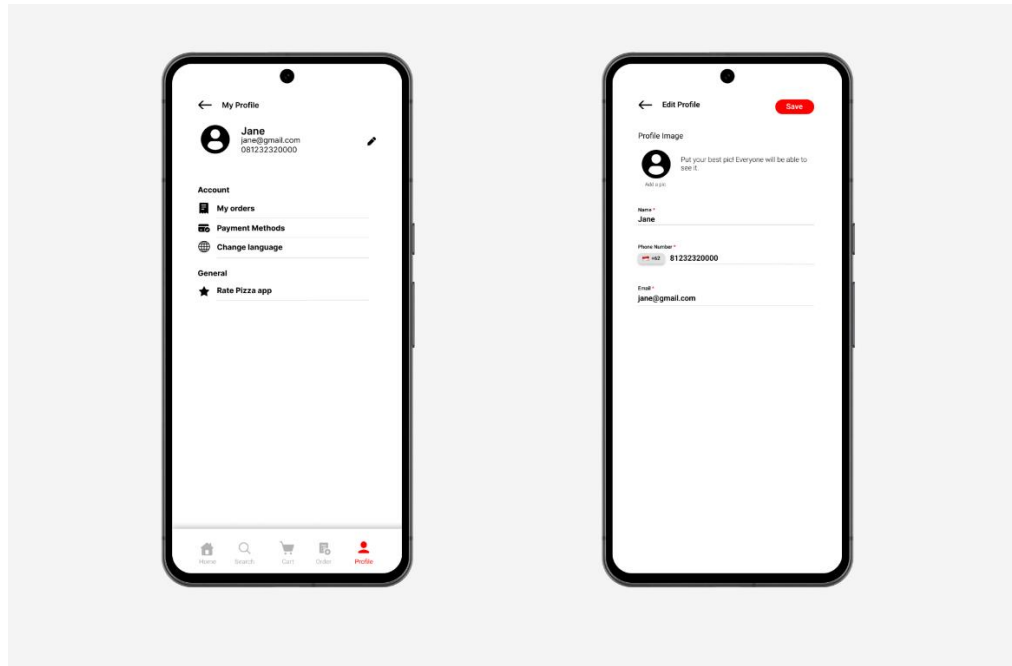 My Profile
Jane
jane@gmail.com
081232320000
Account
My orders
Payment Methods
Change language
General
Rate Pizza app
Home
Search
Cart
Order
Profile
Edit Profile
Save
Profile Image
Put your best pic! Everyone will be able to
see it.
Add a pic
Name *
Jane
Phone Number *
+62 81232320000
Email *
jane@gmail.com